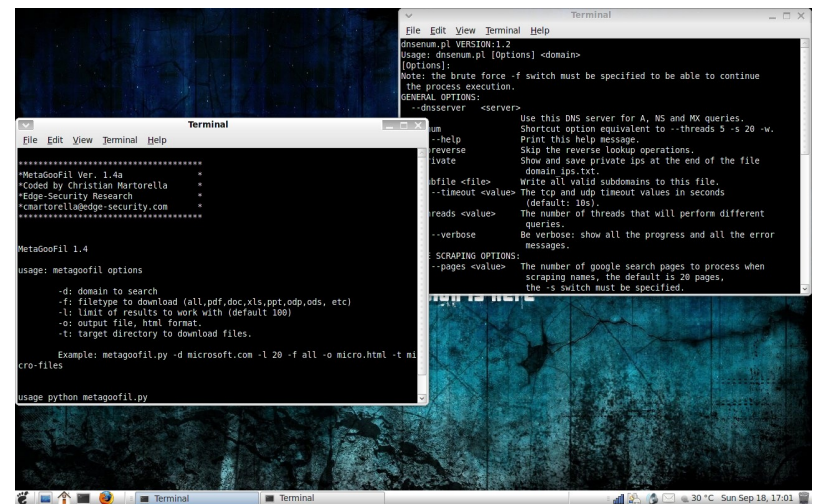 Terminal
File Edit View Terminal Help
dnsenum.pl VERSION:1.2
Usage: dnsenum.pl [Options] <domain>
[Options]:
Note: the brute force -f switch must be specified to be able to continue
the process execution.
GENERAL OPTIONS:
--dnsserver <server>
Use this DNS server for A, NS and MX queries.
num Shortcut option equivalent to --threads 5 -s 20 -w.
--help Print this help message.
reverse Skip the reverse lookup operations.
rivate Show and save private ips at the end of the file
domain_ips.txt.
bfile <file> Write all valid subdomains to this file.
--timeout <value> The tcp and udp timeout values in seconds
(default: 10s).
reads <value> The number of threads that will perform different
queries.
--verbose Be verbose: show all the progress and all the error
messages.
SCRAPING OPTIONS:
--pages <value> The number of google search pages to process when
scraping names, the default is 20 pages,
the -s switch must be specified.
Terminal
File Edit View Terminal Help
*************************************
*MetaGooFil Ver. 1.4a *
*Coded by Christian Martorella *
*Edge-Security Research *
*cmartorella@edge-security.com *
*************************************
MetaGooFil 1.4
usage: metagoofil options
-d: domain to search
-f: filetype to download (all,pdf,doc,xls,ppt,odp,ods, etc)
-l: limit of results to work with (default 100)
-o: output file, html format.
-t: target directory to download files.
Example: metagoofil.py -d microsoft.com -l 20 -f all -o micro.html -t mi
cro-files
usage python metagoofil.py
is here
Terminal
Terminal
30 °C Sun Sep 18, 17:01